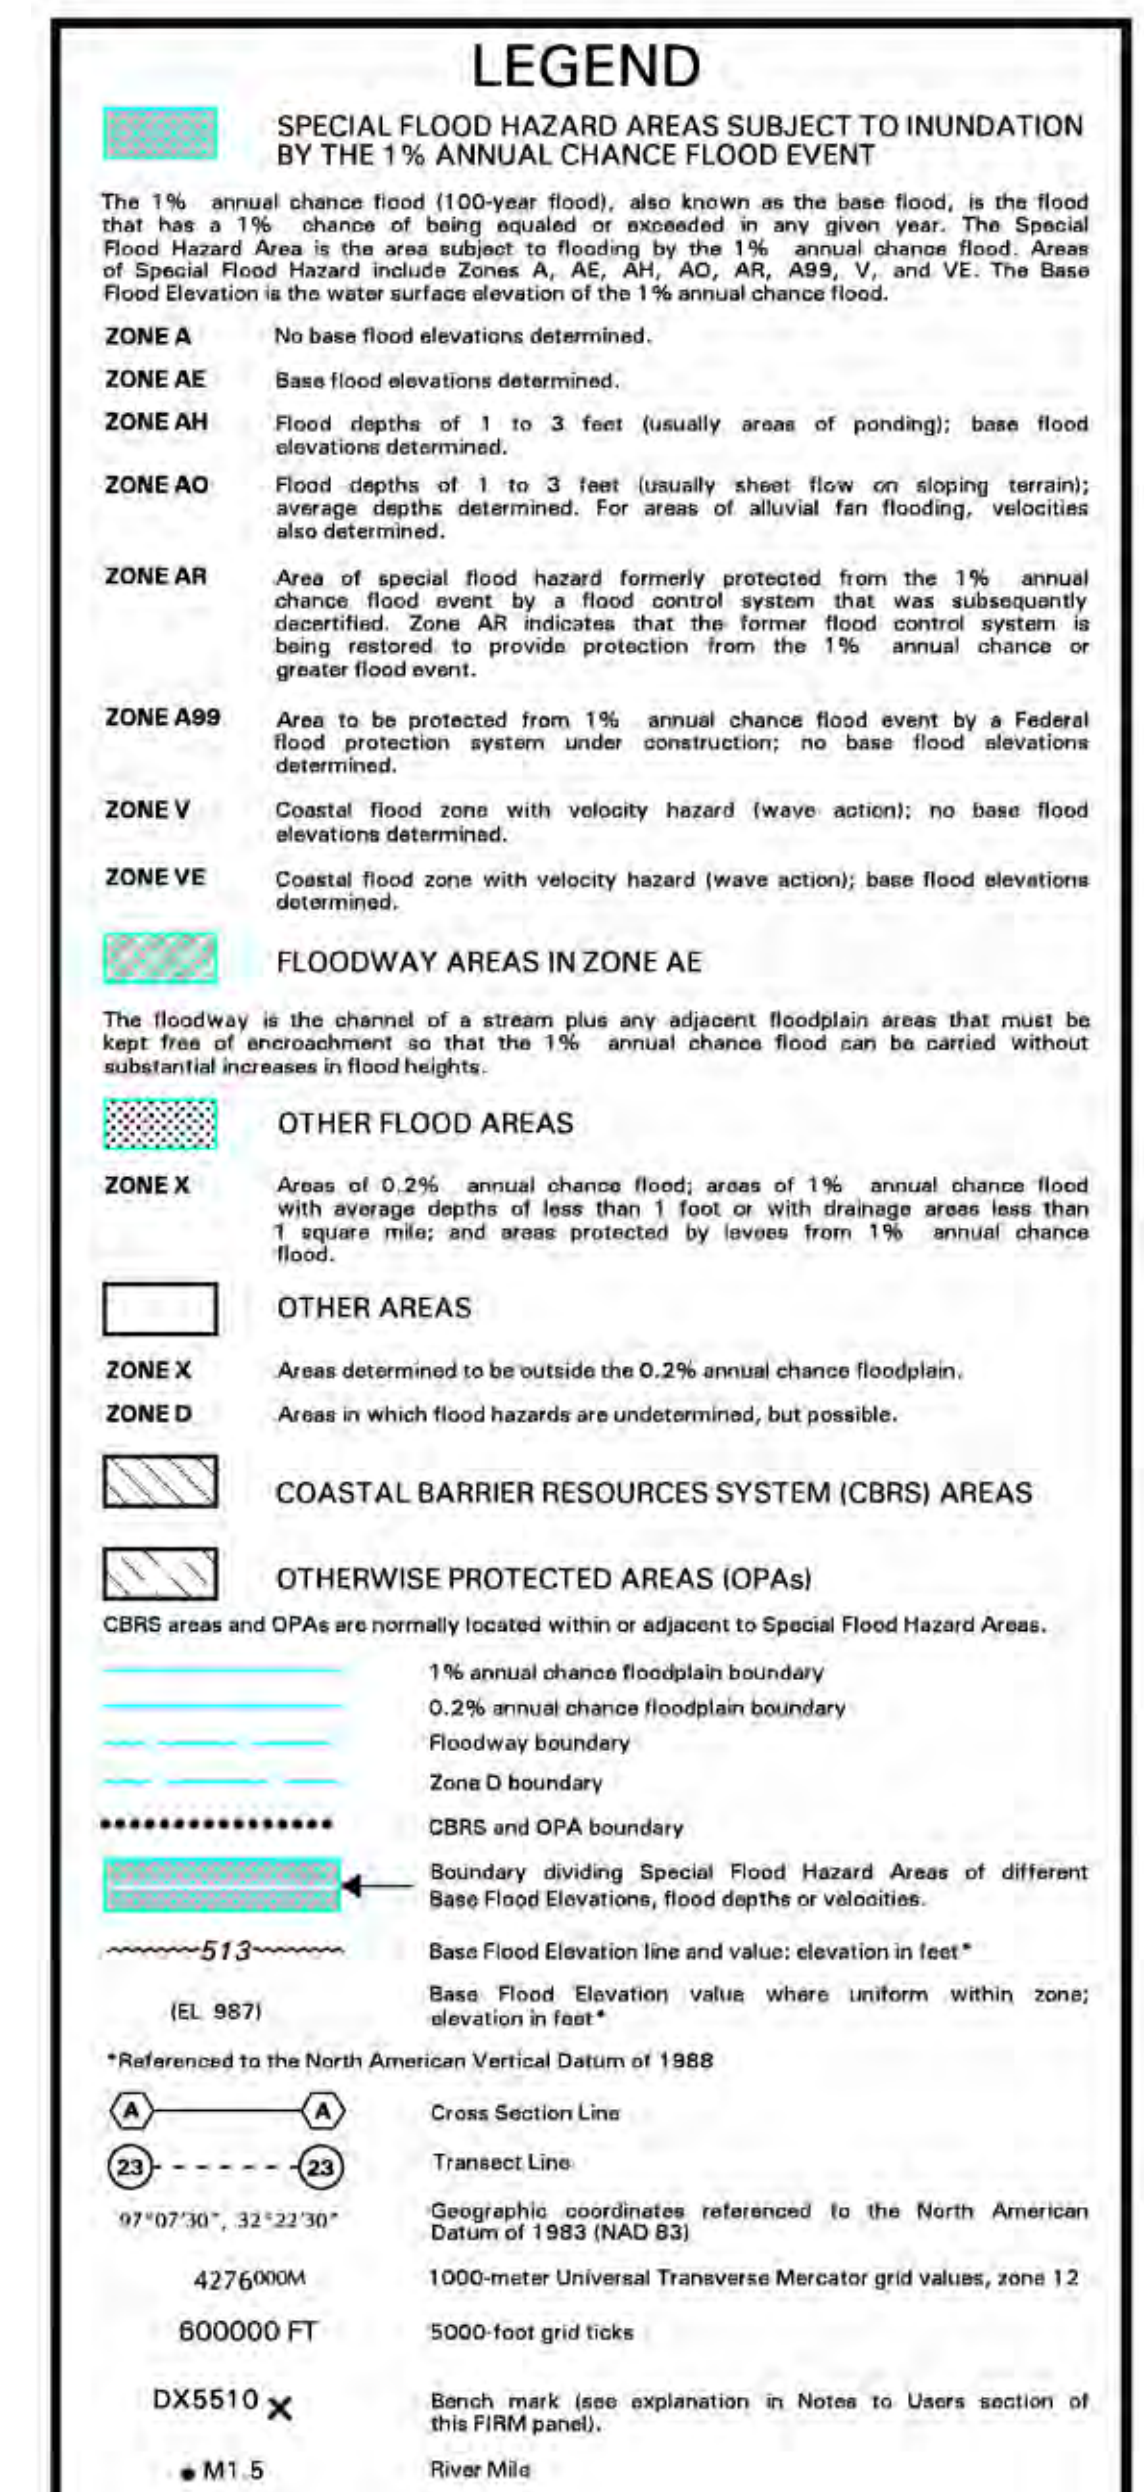 LEGEND
SPECIAL FLOOD HAZARD AREAS SUBJECT TO INUNDATION
BY THE 1% ANNUAL CHANCE FLOOD EVENT
The 1% annual chance flood (100-year flood), also known as the base flood, is the flood
that has a 1% chance of being equaled or exceeded in any given year. The Special
Flood Hazard Area is the area subject to flooding by the 1% annual chance flood. Areas
of Special Flood Hazard include Zones A, AE, AH, AO, AR, A99, V, and VE. The Base
Flood Elevation is the water surface elevation of the 1% annual chance flood.
ZONE A No base flood elevations determined.
ZONE AE Base flood elevations determined.
ZONE AH Flood depths of 1 to 3 feet (usually areas of ponding); base flood
elevations determined.
ZONE AO Flood depths of 1 to 3 feet (usually sheet flow on sloping terrain);
average depths determined. For areas of alluvial fan flooding, velocities
also determined.
ZONE AR Area of special flood hazard formerly protected from the 1% annual
chance flood event by a flood control system that was subsequently
decertified. Zone AR indicates that the former flood control system is
being restored to provide protection from the 1% annual chance or
greater flood event.
ZONE A99 Area to be protected from 1% annual chance flood event by a Federal
flood protection system under construction; no base flood elevations
determined.
ZONE V Coastal flood zone with velocity hazard (wave action); no base flood
elevations determined.
ZONE VE Coastal flood zone with velocity hazard (wave action); base flood elevations
determined.
FLOODWAY AREAS IN ZONE AE
The floodway is the channel of a stream plus any adjacent floodplain areas that must be
kept free of encroachment so that the 1% annual chance flood can be carried without
substantial increases in flood heights.
OTHER FLOOD AREAS
ZONE X Areas of 0.2% annual chance flood; areas of 1% annual chance flood
with average depths of less than 1 foot or with drainage areas less than
1 square mile; and areas protected by levees from 1% annual chance
flood.
OTHER AREAS
ZONE X Areas determined to be outside the 0.2% annual chance floodplain.
ZONE D Areas in which flood hazards are undetermined, but possible.
COASTAL BARRIER RESOURCES SYSTEM (CBRS) AREAS
OTHERWISE PROTECTED AREAS (OPAs)
CBRS areas and OPAs are normally located within or adjacent to Special Flood Hazard Areas.
1% annual chance floodplain boundary
0.2% annual chance floodplain boundary
Floodway boundary
Zone D boundary
CBRS and OPA boundary
Boundary dividing Special Flood Hazard Areas of different
Base Flood Elevations, flood depths or velocities.
513 Base Flood Elevation line and value; elevation in feet*
(EL 987) Base Flood Elevation value where uniform within zone;
elevation in feet*
*Referenced to the North American Vertical Datum of 1988
A A Cross Section Line
23 23 Transect Line
97°07'30", 32°22'30" Geographic coordinates referenced to the North American
Datum of 1983 (NAD 83)
4276000M 1000-meter Universal Transverse Mercator grid values, zone 12
600000 FT 5000-foot grid ticks
DX5510 X Bench mark (see explanation in Notes to Users section of
this FIRM panel).
● M1.5 River Mile